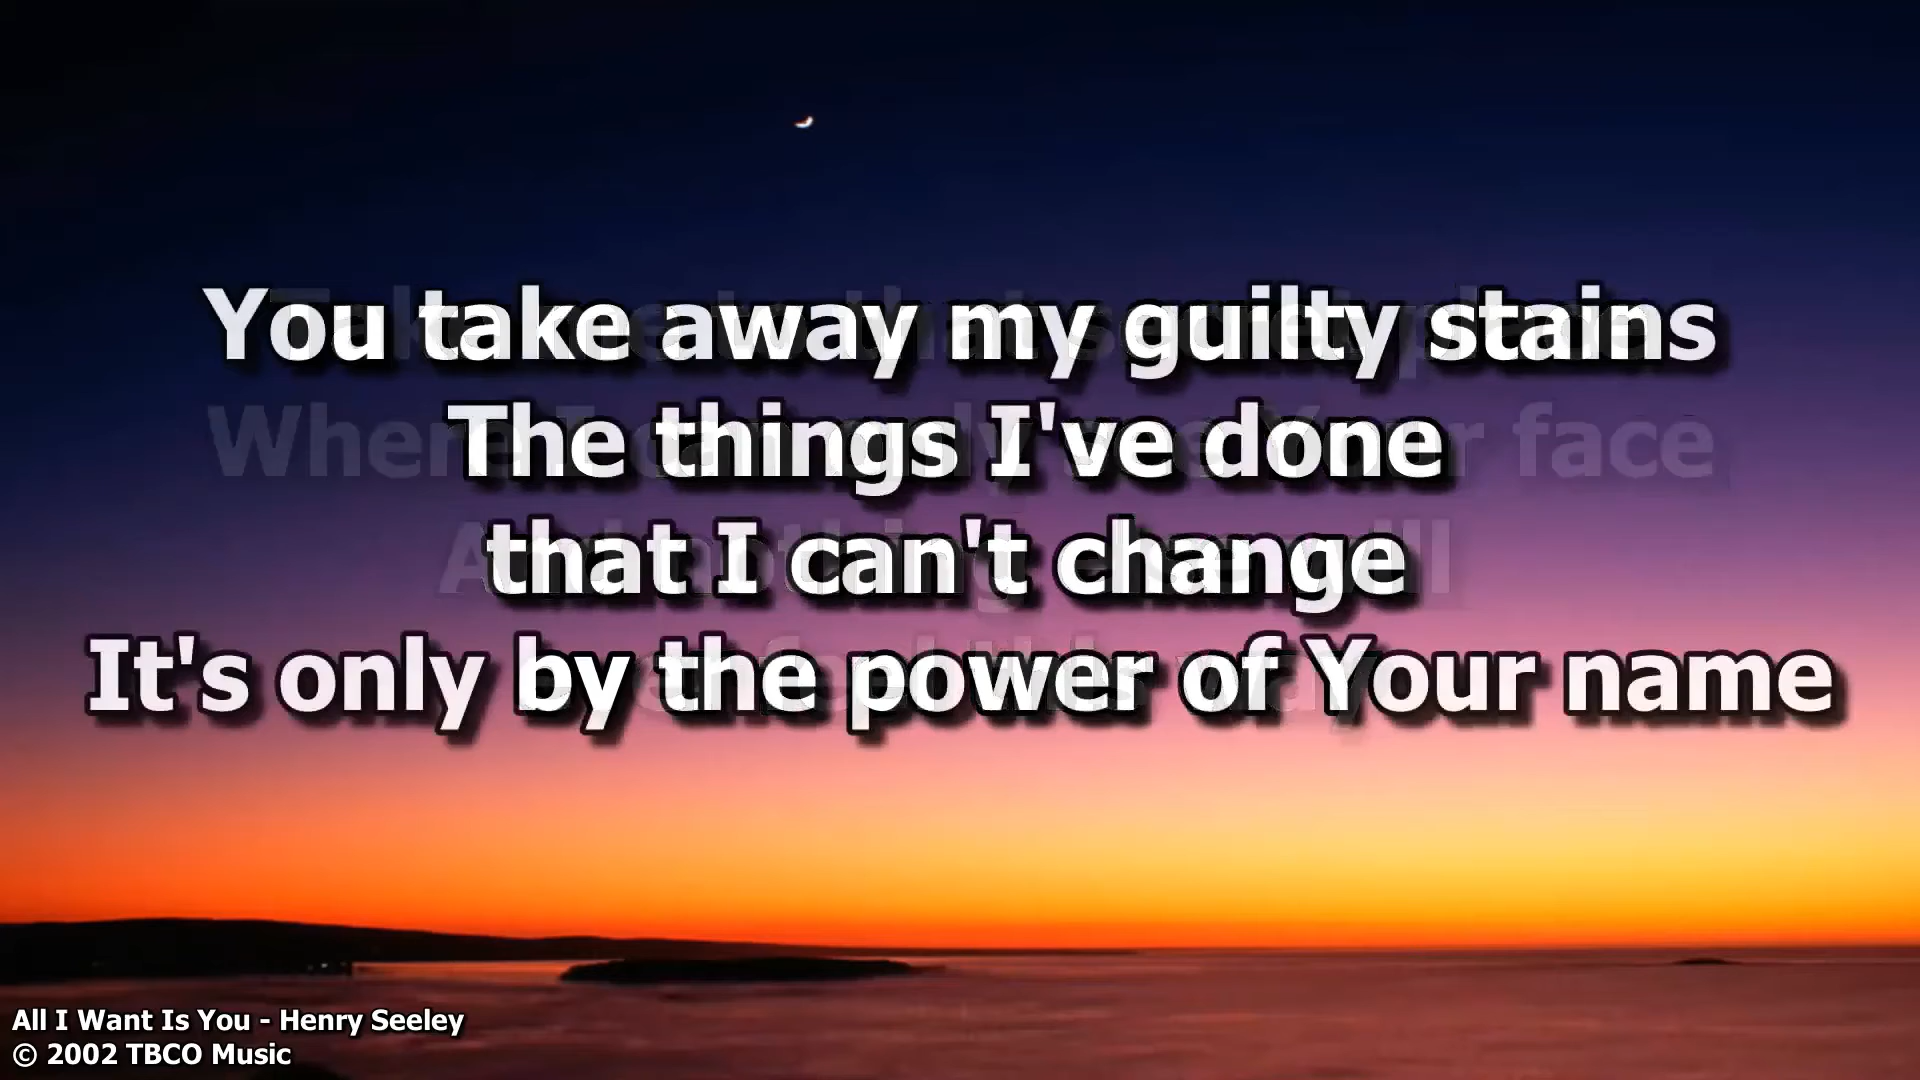 You take away my guilty stains
The things I've done
that I can't change
It's only by the power of Your name
All I Want Is You - Henry Seeley
© 2002 TBCO Music